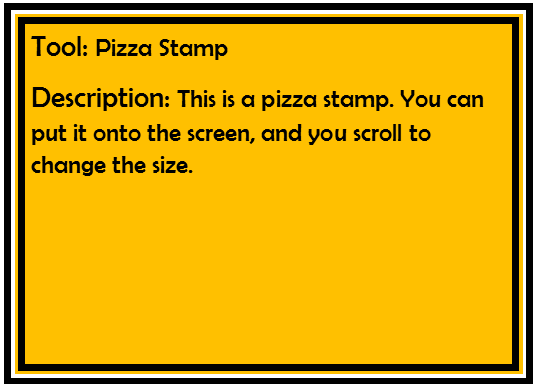 Tool: Pizza Stamp
Description: This is a pizza stamp. You can
put it onto the screen, and you scroll to
change the size.